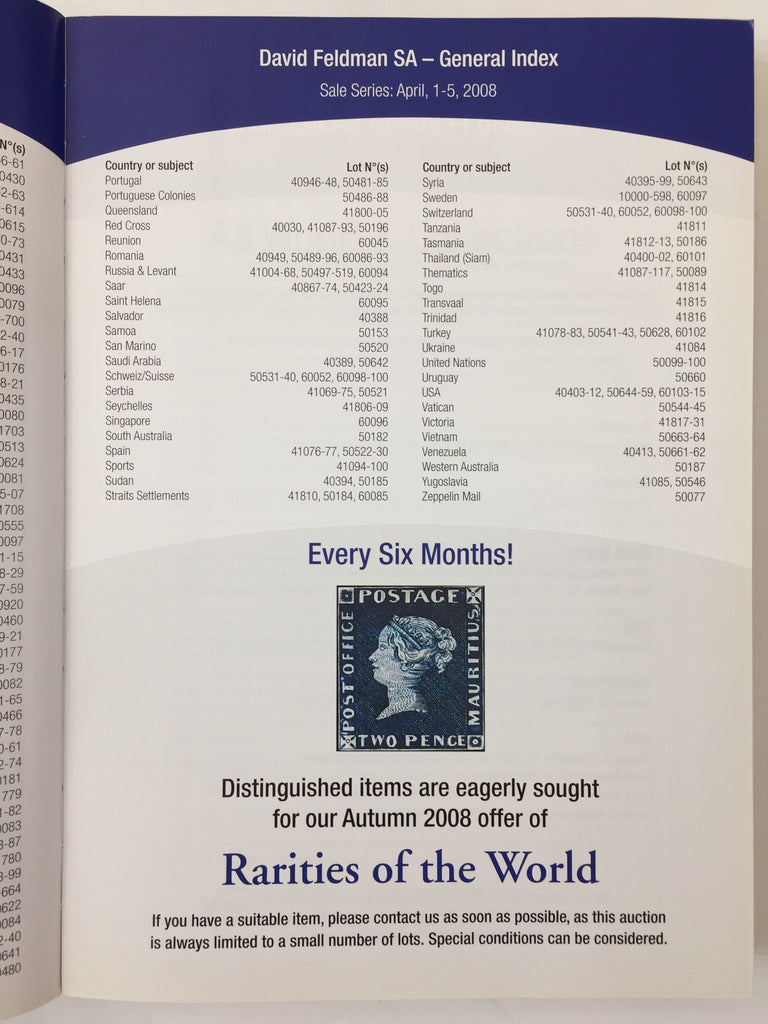 David Feldman SA – General Index
Sale Series: April, 1-5, 2008
Country or subject Lot N°(s)
Portugal 40946-48, 50481-85
Portuguese Colonies 50486-88
Queensland 41800-05
Red Cross 40030, 41087-93, 50196
Reunion 60045
Romania 40949, 50489-96, 60086-93
Russia & Levant 41004-68, 50497-519, 60094
Saar 40867-74, 50423-24
Saint Helena 60095
Salvador 40388
Samoa 50153
San Marino 50520
Saudi Arabia 40389, 50642
Schweiz/Suisse 50531-40, 60052, 60098-100
Serbia 41069-75, 50521
Seychelles 41806-09
Singapore 60096
South Australia 50182
Spain 41076-77, 50522-30
Sports 41094-100
Sudan 40394, 50185
Straits Settlements 41810, 50184, 60085
Country or subject Lot N°(s)
Syria 40395-99, 50643
Sweden 10000-598, 60097
Switzerland 50531-40, 60052, 60098-100
Tanzania 41811
Tasmania 41812-13, 50186
Thailand (Siam) 40400-02, 60101
Thematics 41087-117, 50089
Togo 41814
Transvaal 41815
Trinidad 41816
Turkey 41078-83, 50541-43, 50628, 60102
Ukraine 41084
United Nations 50099-100
Uruguay 50660
USA 40403-12, 50644-59, 60103-15
Vatican 50544-45
Victoria 41817-31
Vietnam 50663-64
Venezuela 40413, 50661-62
Western Australia 50187
Yugoslavia 41085, 50546
Zeppelin Mail 50077
Every Six Months!
POSTAGE
POST OFFICE
MAURITIUS
TWO PENCE
Distinguished items are eagerly sought
for our Autumn 2008 offer of
Rarities of the World
If you have a suitable item, please contact us as soon as possible, as this auction
is always limited to a small number of lots. Special conditions can be considered.